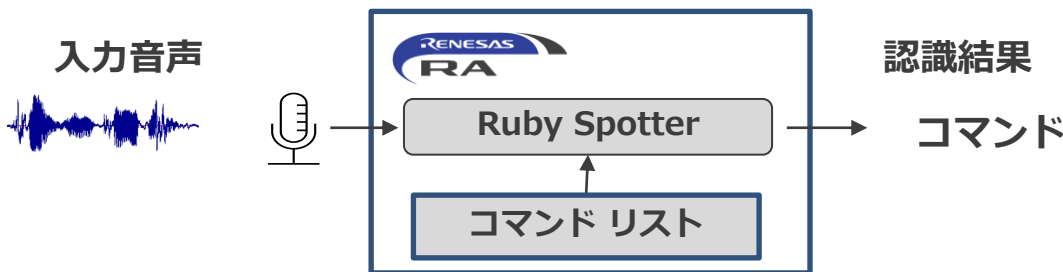 入力音声
RENESAS
RA
認識結果
Ruby Spotter
コマンド
コマンド リスト